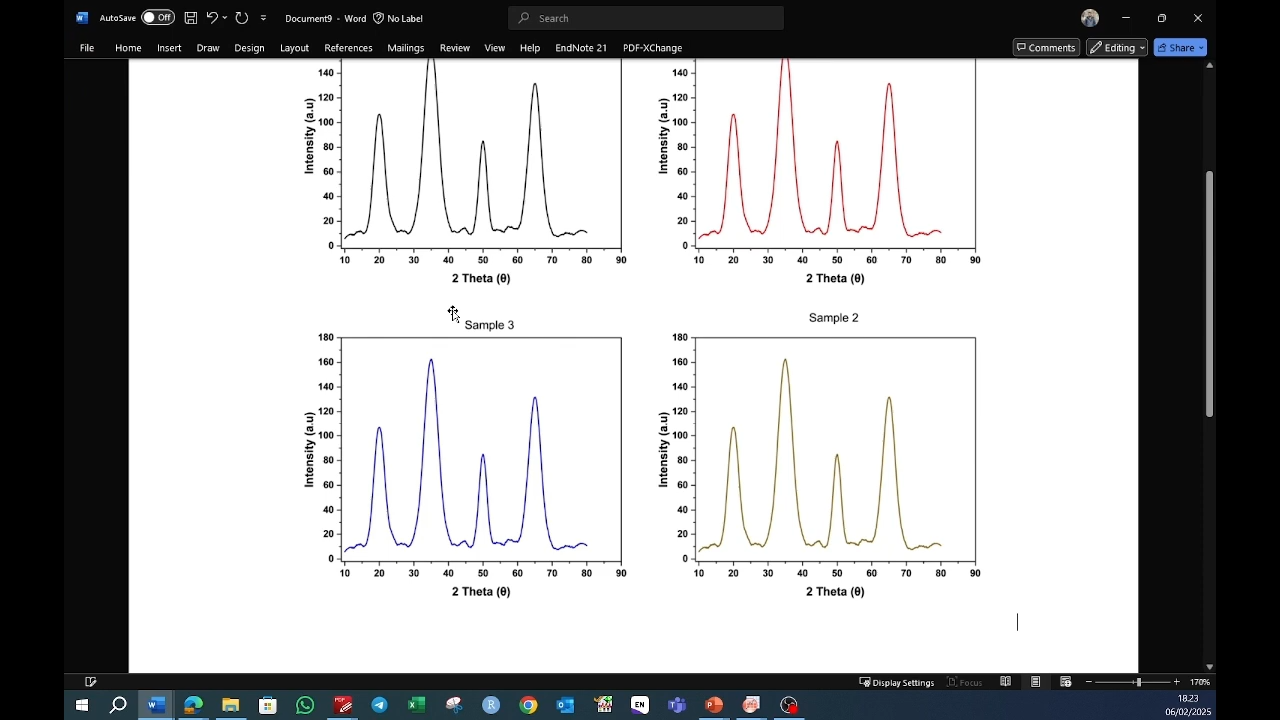 AutoSave Off Document9 - Word No Label Search
File Home Insert Draw Design Layout References Mailings Review View Help EndNote 21 PDF-XChange Comments Editing Share
140
120
100
80
60
40
20
0
Intensity (a.u)
10 20 30 40 50 60 70 80 90
2 Theta (θ)
140
120
100
80
60
40
20
0
Intensity (a.u)
10 20 30 40 50 60 70 80 90
2 Theta (θ)
Sample 3
180
160
140
120
100
80
60
40
20
0
Intensity (a.u)
10 20 30 40 50 60 70 80 90
2 Theta (θ)
Sample 2
180
160
140
120
100
80
60
40
20
0
Intensity (a.u)
10 20 30 40 50 60 70 80 90
2 Theta (θ)
Display Settings Focus 170%
EN
18.23
06/02/2025